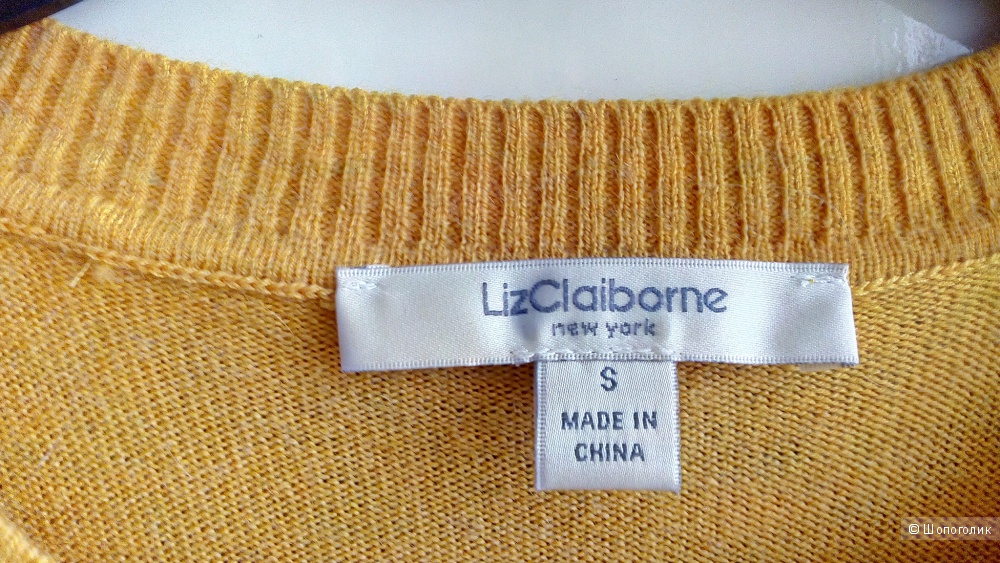 LizClaiborne
new york
S
MADE IN
CHINA
© Шопоголик